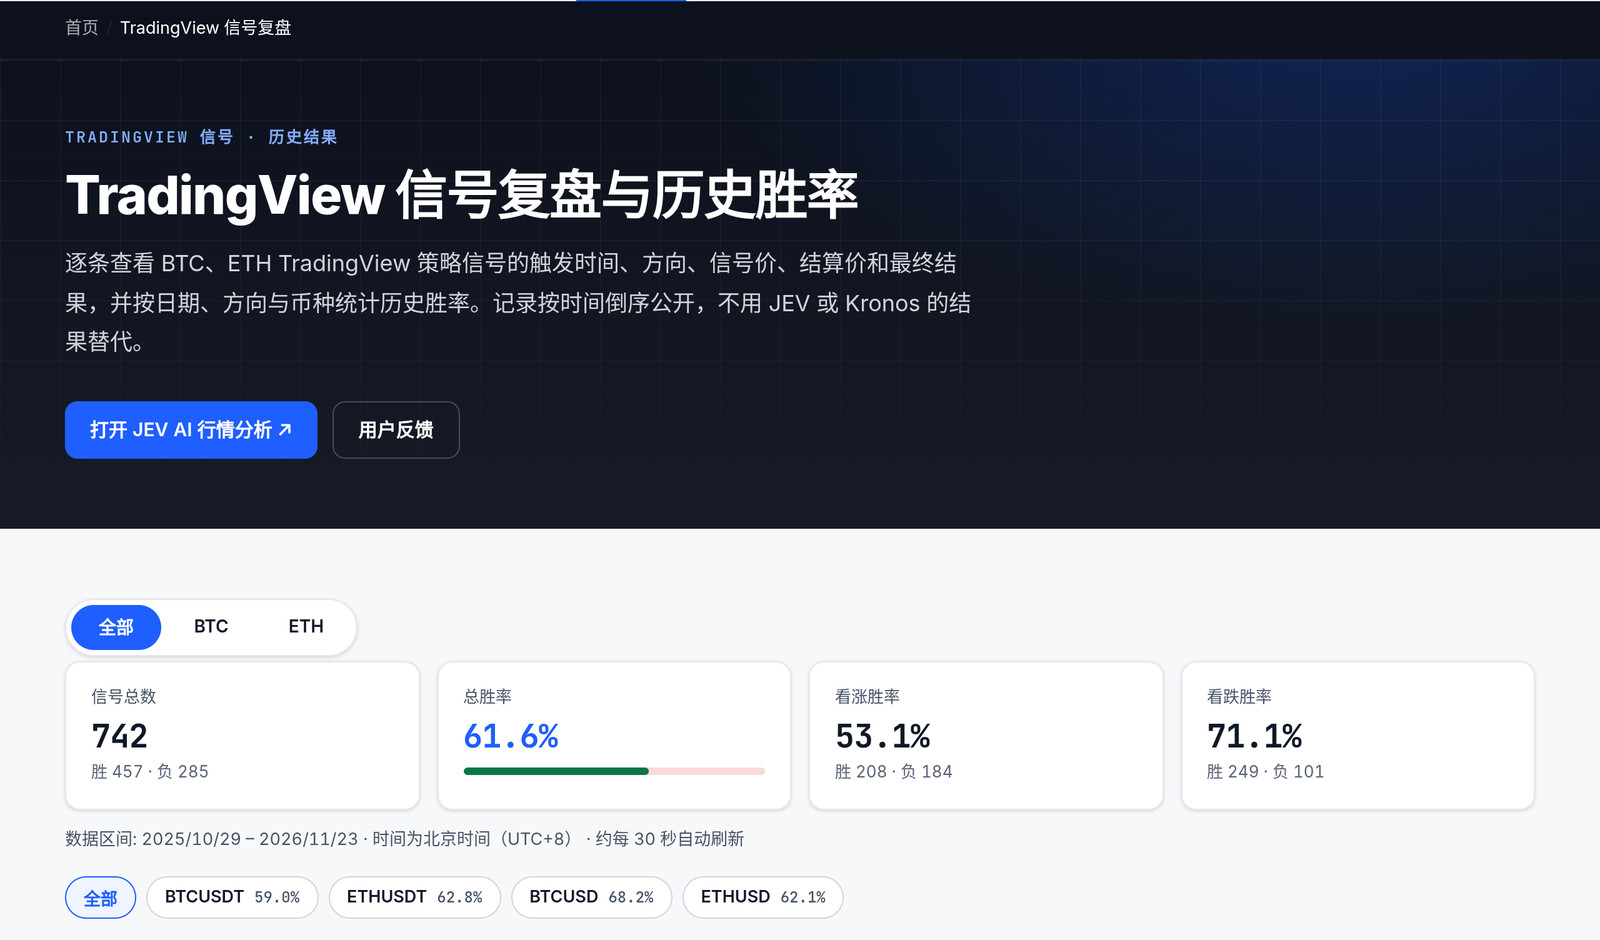 首页 / TradingView 信号复盘
TRADINGVIEW 信号 · 历史结果
TradingView 信号复盘与历史胜率
逐条查看 BTC、ETH TradingView 策略信号的触发时间、方向、信号价、结算价和最终结
果，并按日期、方向与币种统计历史胜率。记录按时间倒序公开，不用 JEV 或 Kronos 的结
果替代。
打开 JEV AI 行情分析 ↗ 用户反馈
全部 BTC ETH
信号总数
742
胜 457 · 负 285
总胜率
61.6%
看涨胜率
53.1%
胜 208 · 负 184
看跌胜率
71.1%
胜 249 · 负 101
数据区间: 2025/10/29 – 2026/11/23 · 时间为北京时间（UTC+8） · 约每 30 秒自动刷新
全部 BTCUSDT 59.0% ETHUSDT 62.8% BTCUSD 68.2% ETHUSD 62.1%